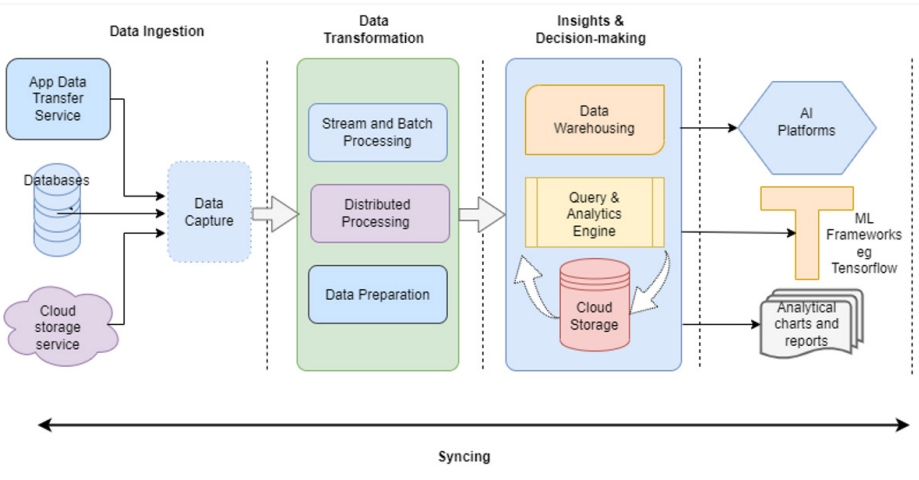 Data Ingestion
Data
Transformation
Insights &
Decision-making
App Data
Transfer
Service
Databases
Cloud
storage
service
Data
Capture
Stream and Batch
Processing
Distributed
Processing
Data Preparation
Data
Warehousing
Query &
Analytics
Engine
Cloud
Storage
AI
Platforms
ML
Frameworks
eg
Tensorflow
Analytical
charts and
reports
Syncing